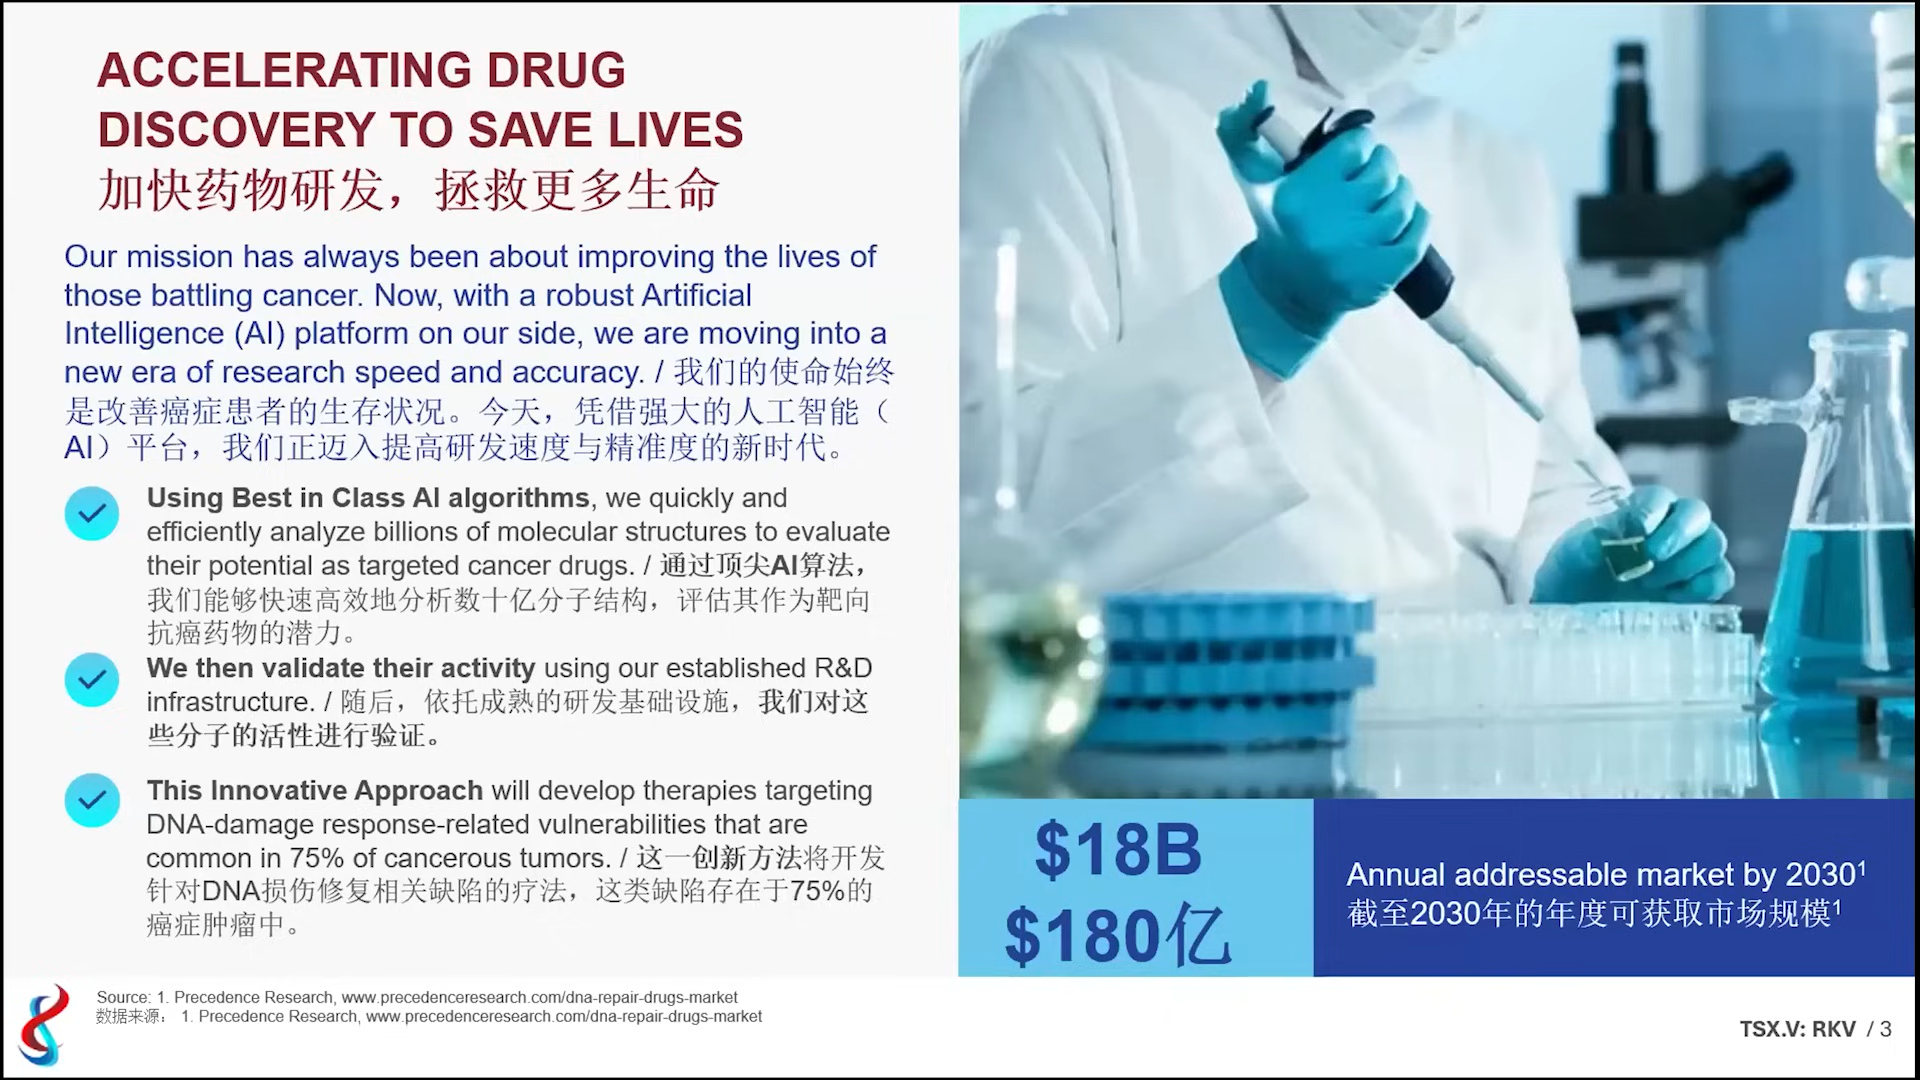 ACCELERATING DRUG
DISCOVERY TO SAVE LIVES
加快药物研发，拯救更多生命
Our mission has always been about improving the lives of
those battling cancer. Now, with a robust Artificial
Intelligence (AI) platform on our side, we are moving into a
new era of research speed and accuracy. / 我们的使命始终
是改善癌症患者的生存状况。今天，凭借强大的人工智能（
AI）平台，我们正迈入提高研发速度与精准度的新时代。
Using Best in Class AI algorithms, we quickly and
efficiently analyze billions of molecular structures to evaluate
their potential as targeted cancer drugs. / 通过顶尖AI算法，
我们能够快速高效地分析数十亿分子结构，评估其作为靶向
抗癌药物的潜力。
We then validate their activity using our established R&D
infrastructure. / 随后，依托成熟的研发基础设施，我们对这
些分子的活性进行验证。
This Innovative Approach will develop therapies targeting
DNA-damage response-related vulnerabilities that are
common in 75% of cancerous tumors. / 这一创新方法将开发
针对DNA损伤修复相关缺陷的疗法，这类缺陷存在于75%的
癌症肿瘤中。
$18B
$180亿
Annual addressable market by 2030¹
截至2030年的年度可获取市场规模¹
Source: 1. Precedence Research, www.precedenceresearch.com/dna-repair-drugs-market
数据来源： 1. Precedence Research, www.precedenceresearch.com/dna-repair-drugs-market
TSX.V: RKV / 3